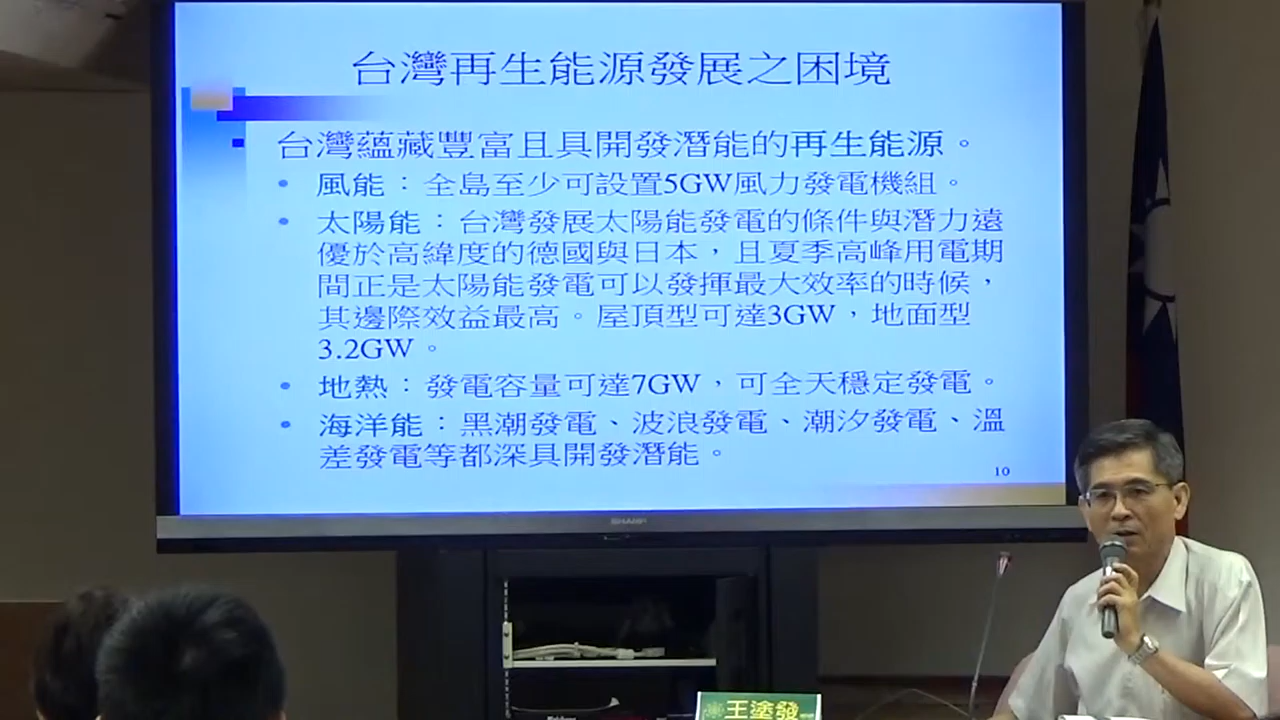 台灣再生能源發展之困境
台灣蘊藏豐富且具開發潛能的再生能源。
• 風能：全島至少可設置5GW風力發電機組。
• 太陽能：台灣發展太陽能發電的條件與潛力遠
優於高緯度的德國與日本，且夏季高峰用電期
間正是太陽能發電可以發揮最大效率的時候，
其邊際效益最高。屋頂型可達3GW，地面型
3.2GW。
• 地熱：發電容量可達7GW，可全天穩定發電。
• 海洋能：黑潮發電、波浪發電、潮汐發電、溫
差發電等都深具開發潛能。
10
SHARP
王塗發